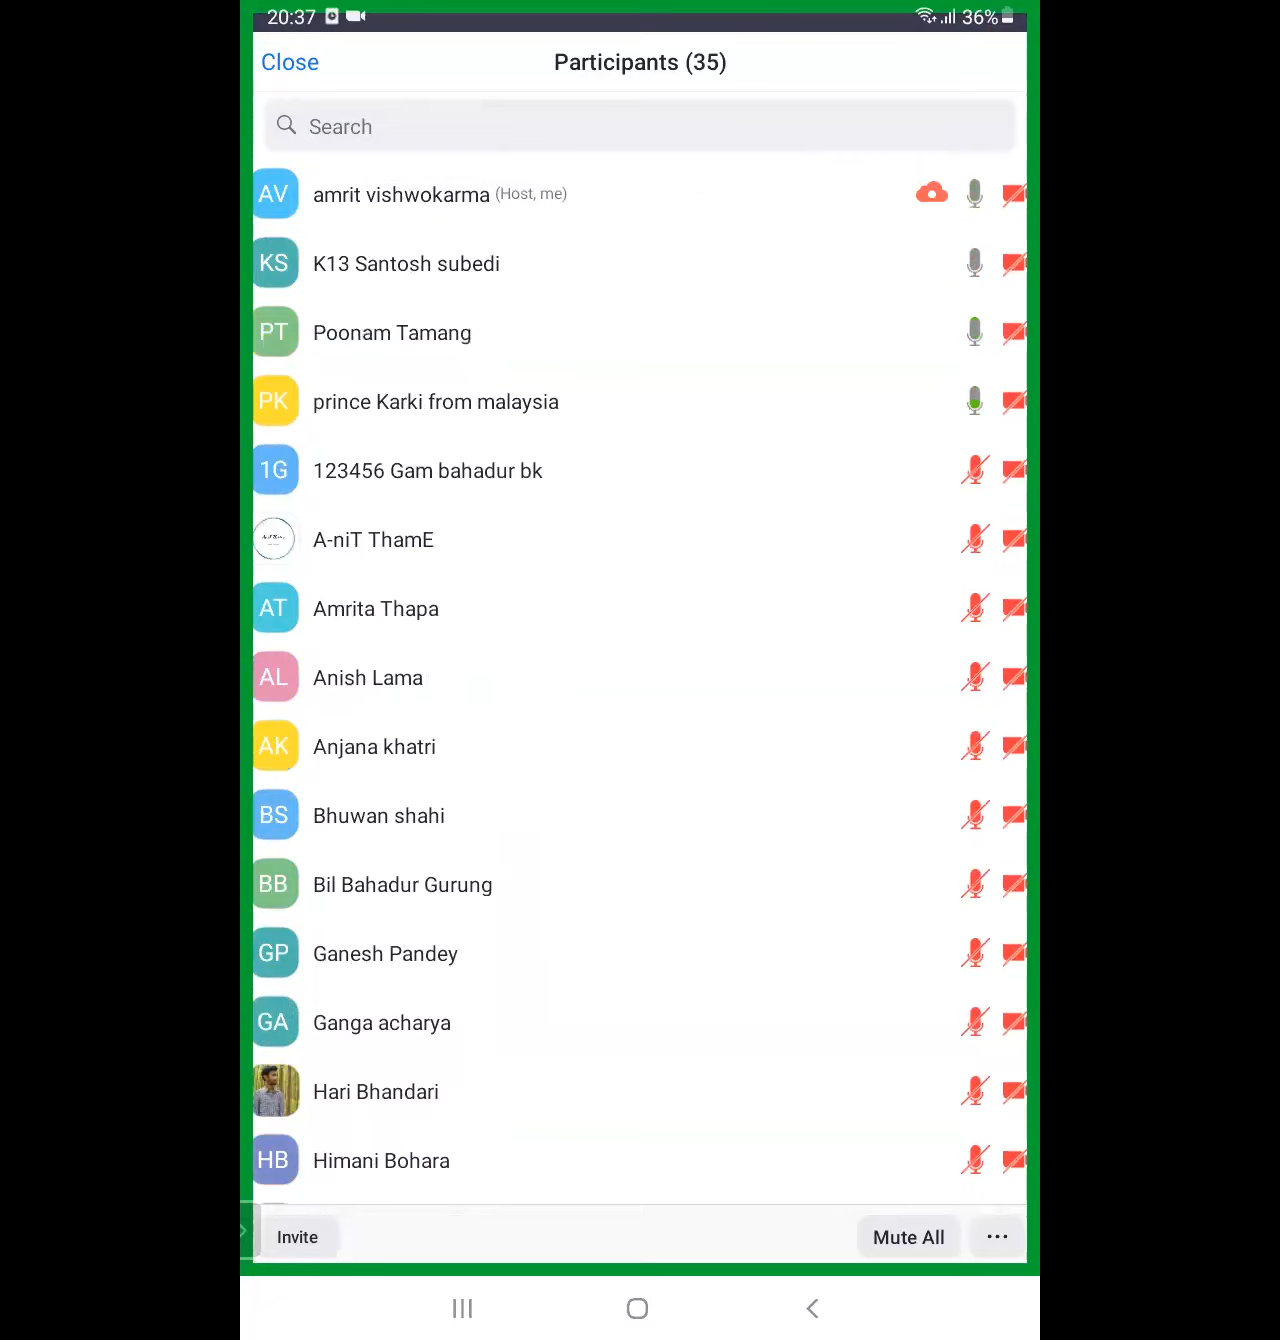 20:37 36%
Close Participants (35)
Search
AV amrit vishwokarma (Host, me)
KS K13 Santosh subedi
PT Poonam Tamang
PK prince Karki from malaysia
1G 123456 Gam bahadur bk
A-niT ThamE
AT Amrita Thapa
AL Anish Lama
AK Anjana khatri
BS Bhuwan shahi
BB Bil Bahadur Gurung
GP Ganesh Pandey
GA Ganga acharya
Hari Bhandari
HB Himani Bohara
Invite Mute All ...